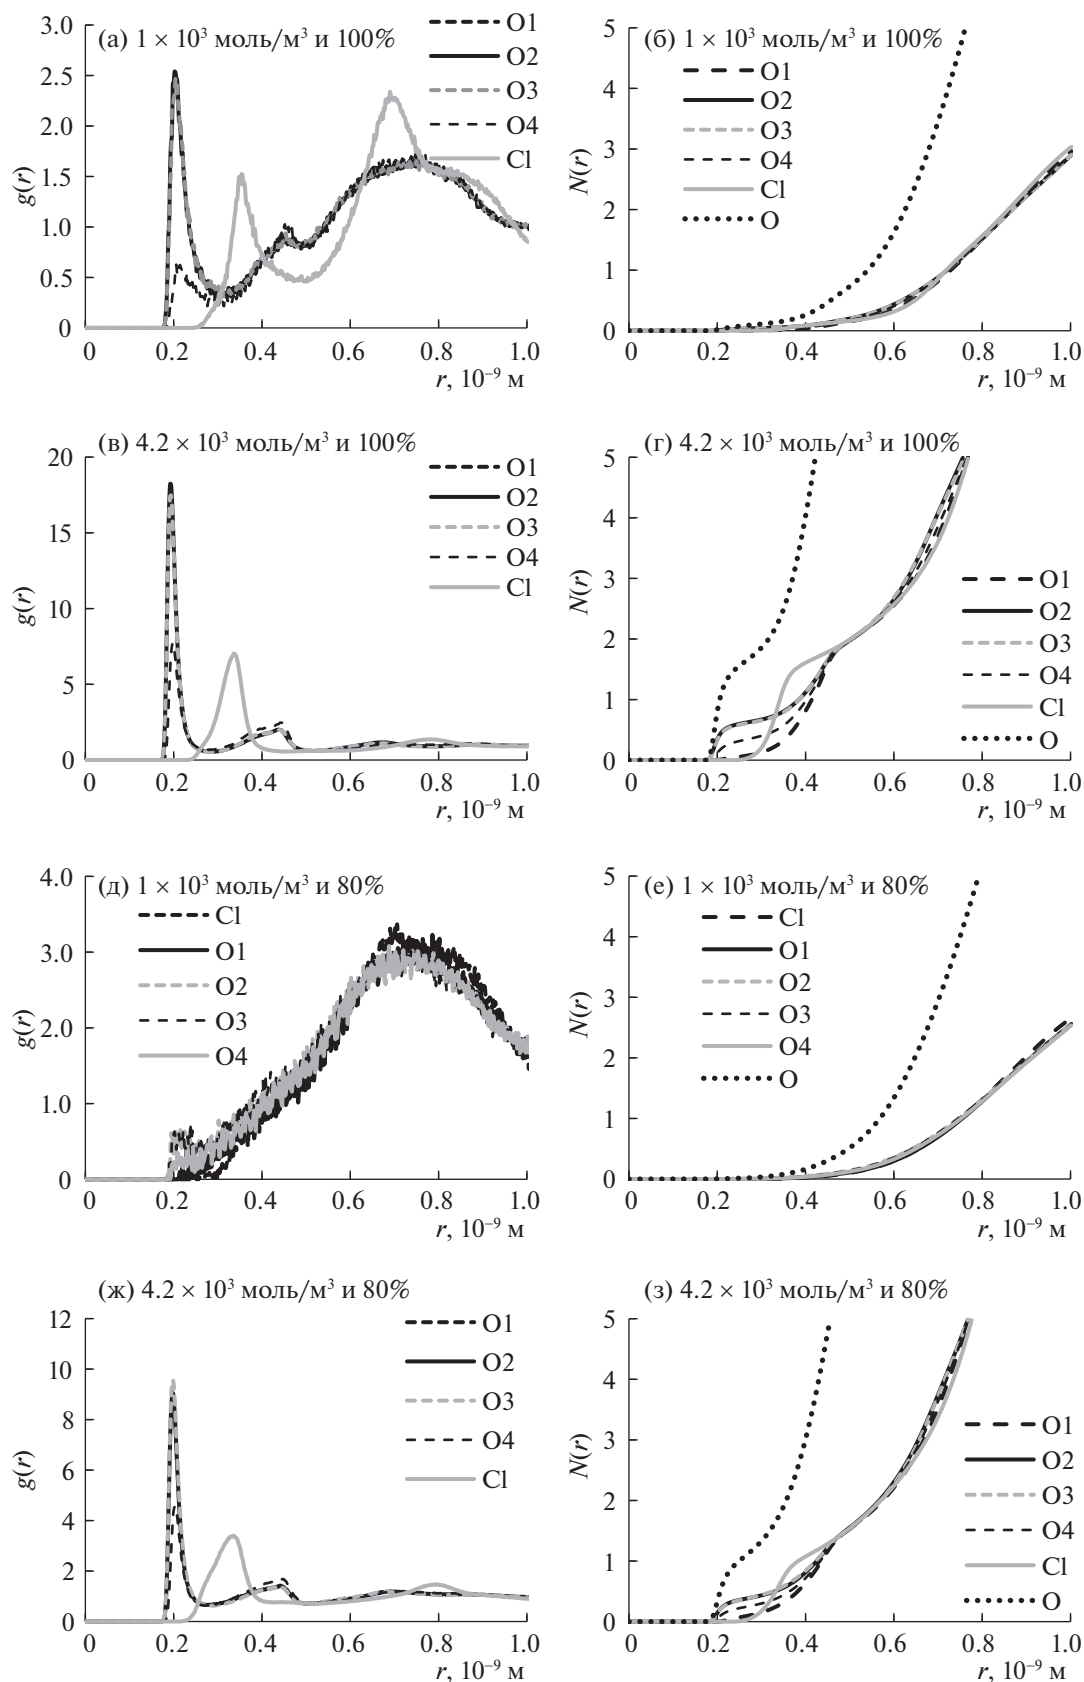 (а) 1 × 10³ моль/м³ и 100%
g(r)
3.0
2.5
2.0
1.5
1.0
0.5
0
0 0.2 0.4 0.6 0.8 1.0
r, 10⁻⁹ м
O1
O2
O3
O4
Cl
(б) 1 × 10³ моль/м³ и 100%
N(r)
5
4
3
2
1
0
0 0.2 0.4 0.6 0.8 1.0
r, 10⁻⁹ м
O1
O2
O3
O4
Cl
O
(в) 4.2 × 10³ моль/м³ и 100%
g(r)
20
15
10
5
0
0 0.2 0.4 0.6 0.8 1.0
r, 10⁻⁹ м
O1
O2
O3
O4
Cl
(г) 4.2 × 10³ моль/м³ и 100%
N(r)
5
4
3
2
1
0
0 0.2 0.4 0.6 0.8 1.0
r, 10⁻⁹ м
O1
O2
O3
O4
Cl
O
(д) 1 × 10³ моль/м³ и 80%
g(r)
4.0
3.0
2.0
1.0
0
0 0.2 0.4 0.6 0.8 1.0
r, 10⁻⁹ м
Cl
O1
O2
O3
O4
(е) 1 × 10³ моль/м³ и 80%
N(r)
5
4
3
2
1
0
0 0.2 0.4 0.6 0.8 1.0
r, 10⁻⁹ м
Cl
O1
O2
O3
O4
O
(ж) 4.2 × 10³ моль/м³ и 80%
g(r)
12
10
8
6
4
2
0
0 0.2 0.4 0.6 0.8 1.0
r, 10⁻⁹ м
O1
O2
O3
O4
Cl
(з) 4.2 × 10³ моль/м³ и 80%
N(r)
5
4
3
2
1
0
0 0.2 0.4 0.6 0.8 1.0
r, 10⁻⁹ м
O1
O2
O3
O4
Cl
O